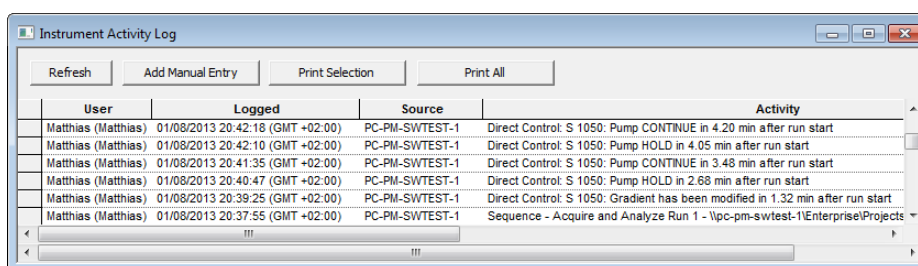 Instrument Activity Log
Refresh Add Manual Entry Print Selection Print All
User Logged Source Activity
Matthias (Matthias) 01/08/2013 20:42:18 (GMT +02:00) PC-PM-SWTEST-1 Direct Control: S 1050: Pump CONTINUE in 4.20 min after run start
Matthias (Matthias) 01/08/2013 20:42:10 (GMT +02:00) PC-PM-SWTEST-1 Direct Control: S 1050: Pump HOLD in 4.05 min after run start
Matthias (Matthias) 01/08/2013 20:41:35 (GMT +02:00) PC-PM-SWTEST-1 Direct Control: S 1050: Pump CONTINUE in 3.48 min after run start
Matthias (Matthias) 01/08/2013 20:40:47 (GMT +02:00) PC-PM-SWTEST-1 Direct Control: S 1050: Pump HOLD in 2.68 min after run start
Matthias (Matthias) 01/08/2013 20:39:25 (GMT +02:00) PC-PM-SWTEST-1 Direct Control: S 1050: Gradient has been modified in 1.32 min after run start
Matthias (Matthias) 01/08/2013 20:37:55 (GMT +02:00) PC-PM-SWTEST-1 Sequence - Acquire and Analyze Run 1 - \\pc-pm-swtest-1\Enterprise\Projects